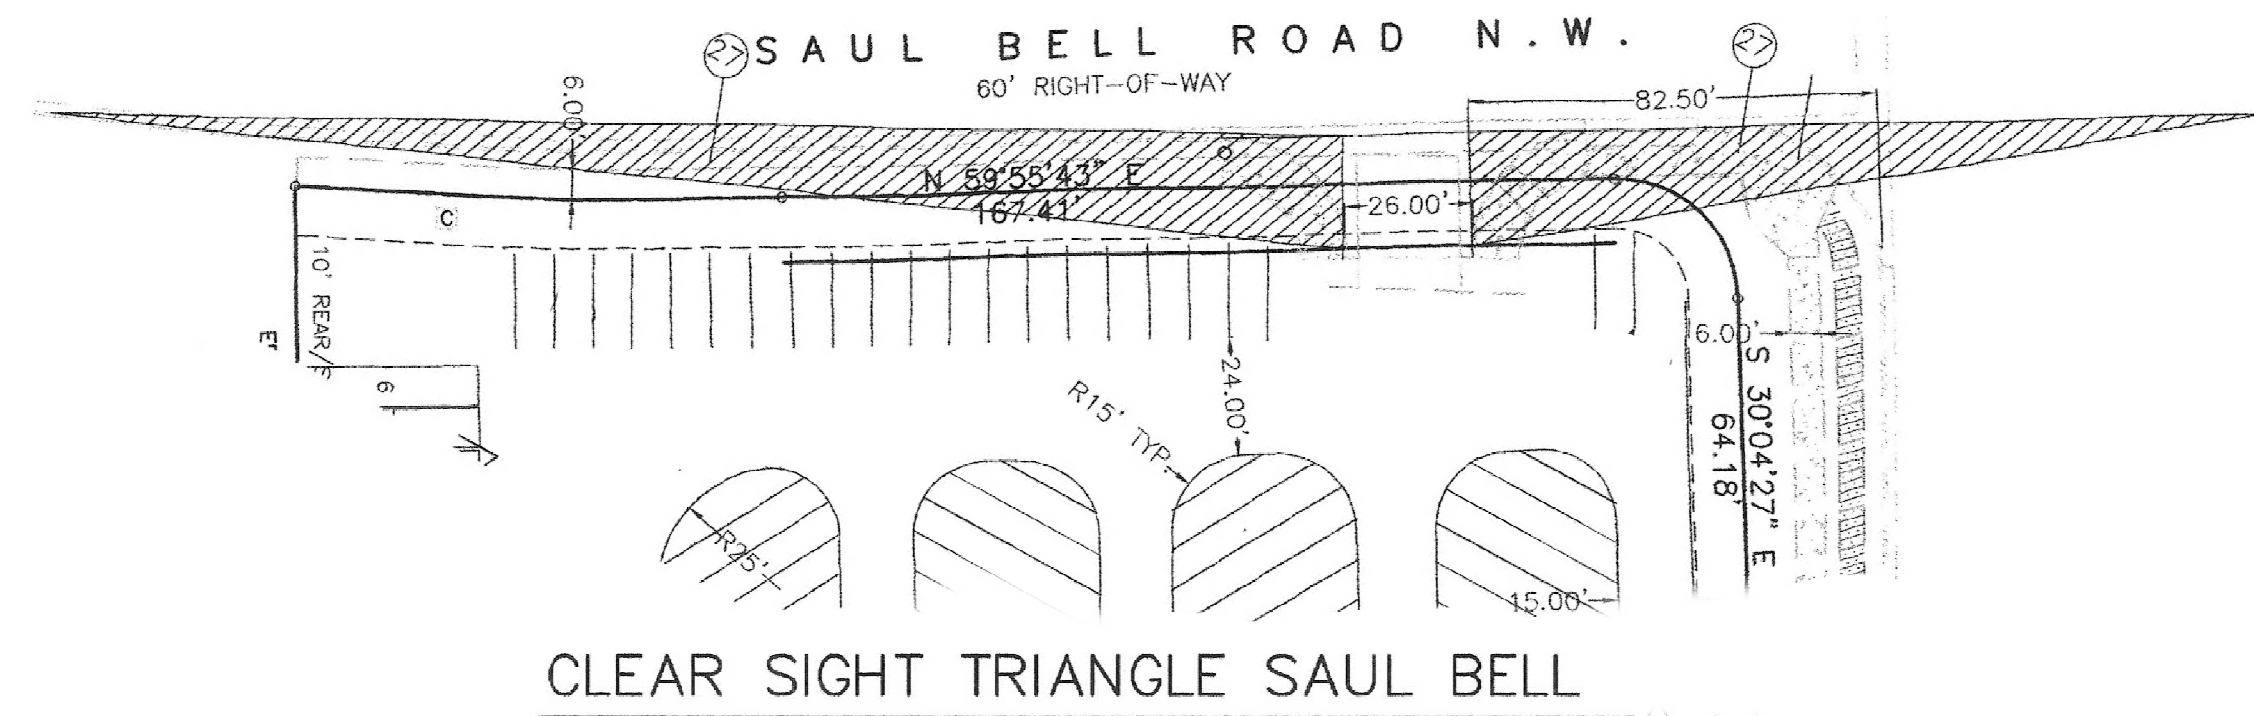 27 SAUL BELL ROAD N.W. 27
60' RIGHT-OF-WAY
6.00'
82.50'
N 59°55'43" E
167.41'
26.00'
C
10' REAR/F
E'
6
6.00'
S 30°04'27" E
64.18'
24.00'
R15' TYP.
R25'
15.00'
CLEAR SIGHT TRIANGLE SAUL BELL